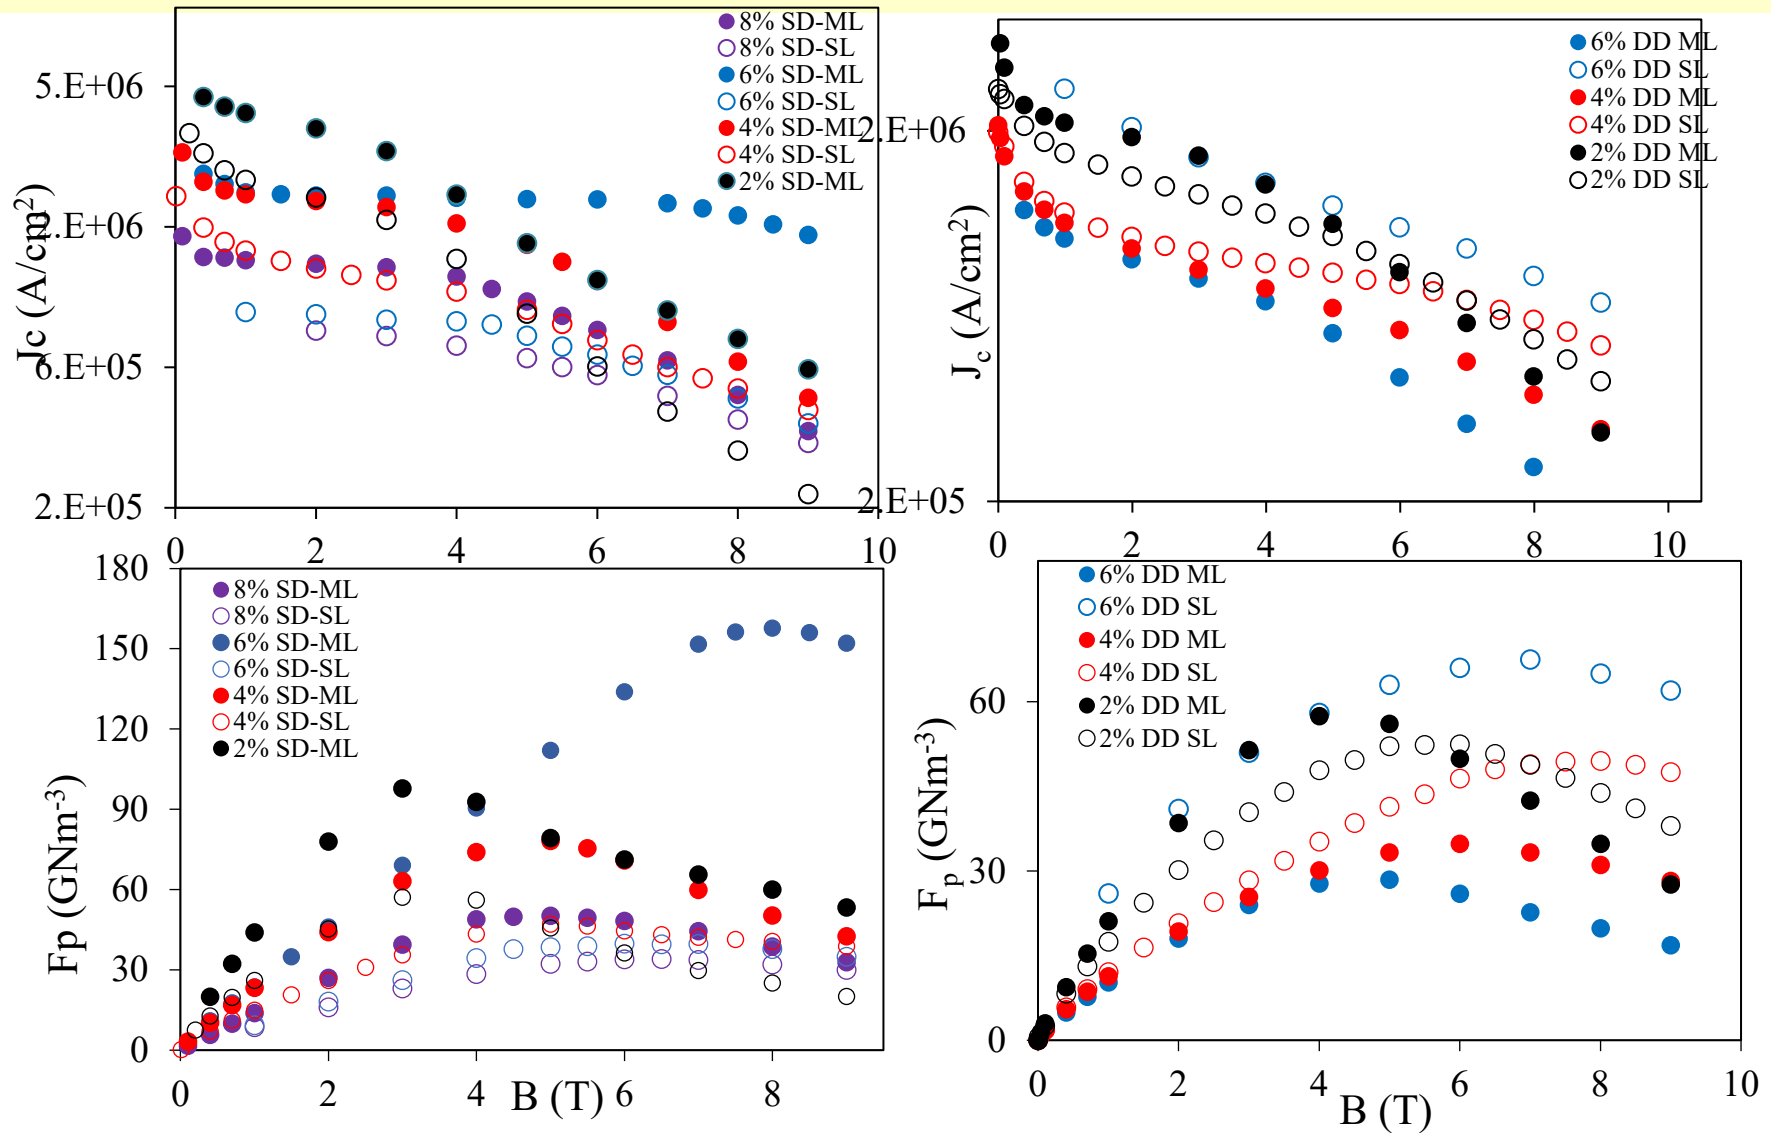 8% SD-ML
8% SD-SL
6% SD-ML
6% SD-SL
4% SD-ML
4% SD-SL
2% SD-ML
5.E+06
2.E+06
6.E+05
2.E+05
Jc (A/cm2)
0 2 4 6 8 10
6% DD ML
6% DD SL
4% DD ML
4% DD SL
2% DD ML
2% DD SL
2.E+06
2.E+05
Jc (A/cm2)
0 2 4 6 8 10
8% SD-ML
8% SD-SL
6% SD-ML
6% SD-SL
4% SD-ML
4% SD-SL
2% SD-ML
180
150
120
90
60
30
0
Fp (GNm-3)
0 2 4 6 8
B (T)
6% DD ML
6% DD SL
4% DD ML
4% DD SL
2% DD ML
2% DD SL
60
30
0
Fp (GNm-3)
0 2 4 6 8 10
B (T)